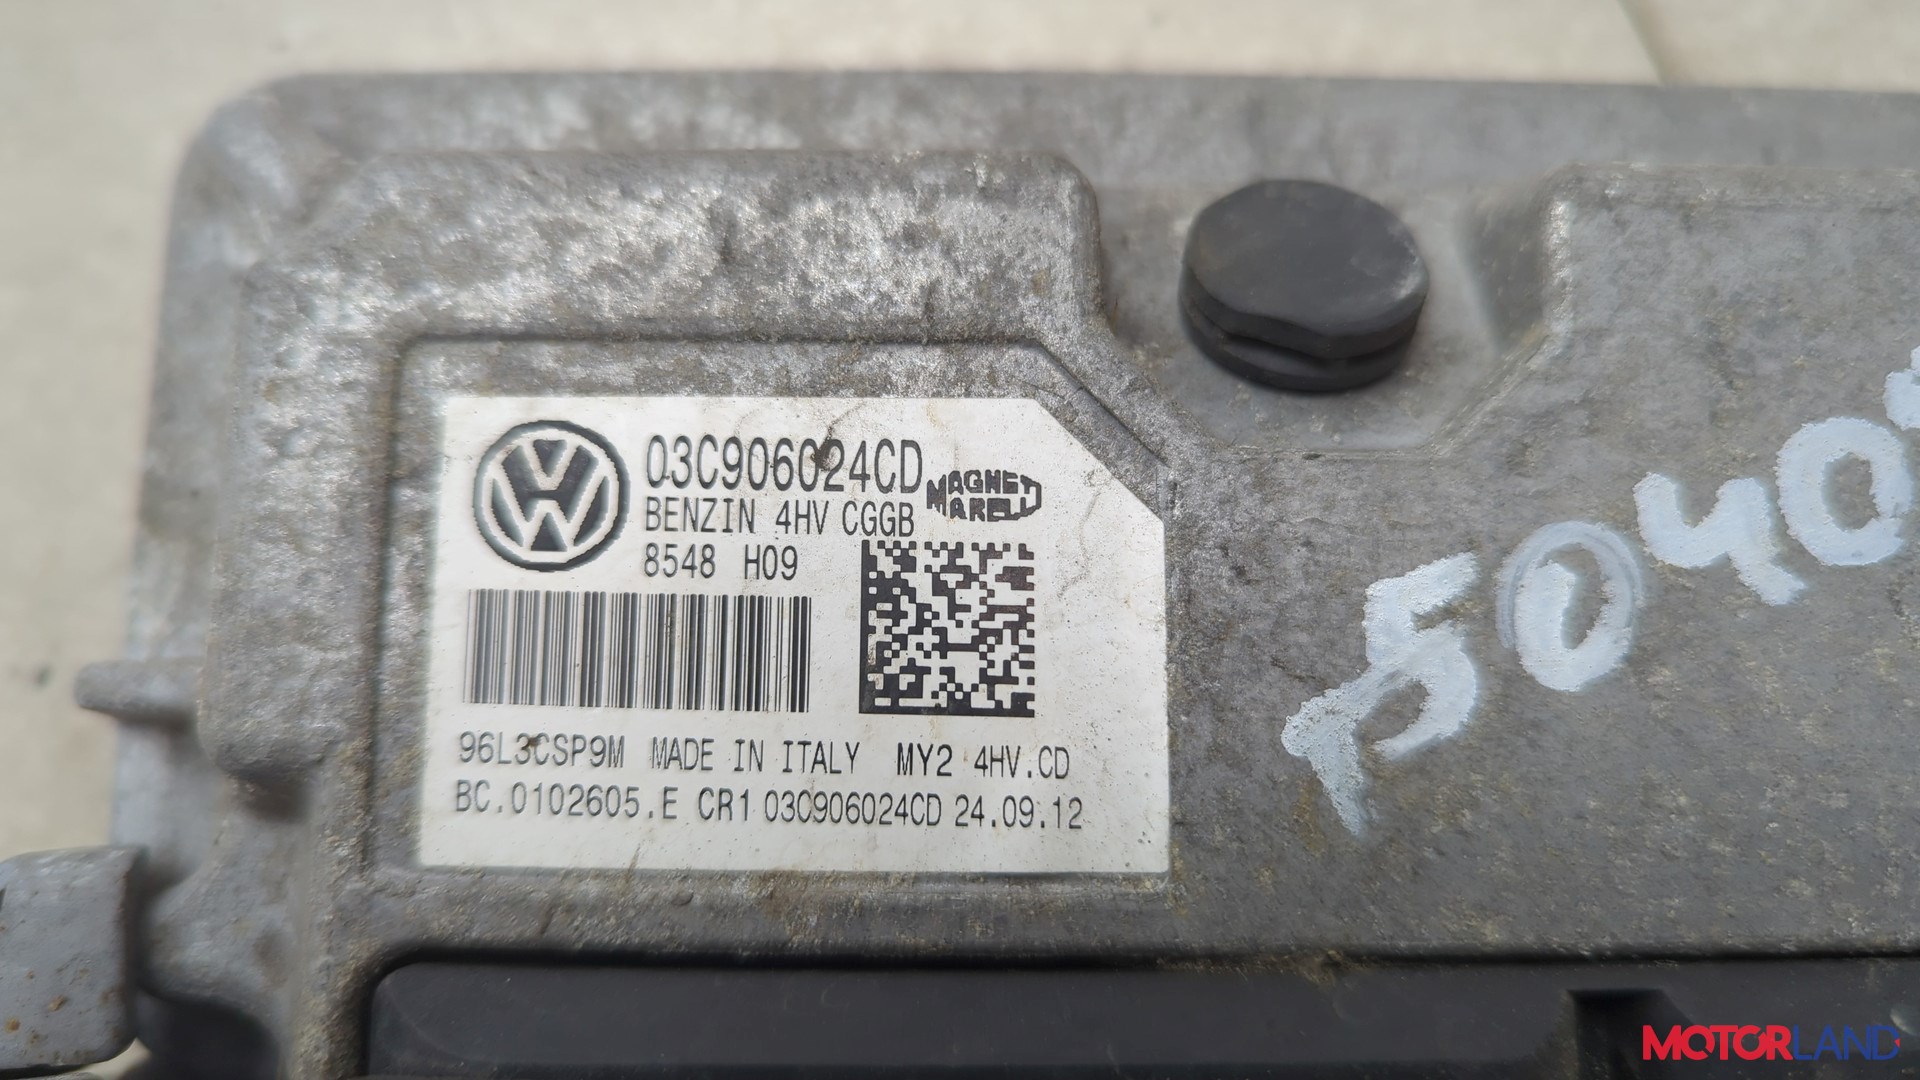 03C906024CD
MAGNETI
MARELLI
BENZIN 4HV CGGB
8548 H09
96L3CSP9M MADE IN ITALY MY2 4HV.CD
BC.0102605.E CR1 03C906024CD 24.09.12
5040
MOTORLAND